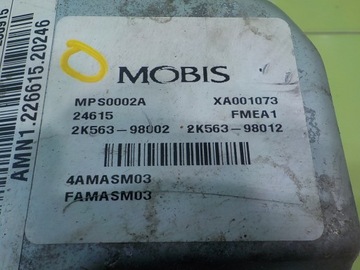 MOBIS
MPS0002A XA001073
24615 FMEA1
2K563-98002 2K563-98012
4AMASM03
FAMASM03
AMN1.226615.20246